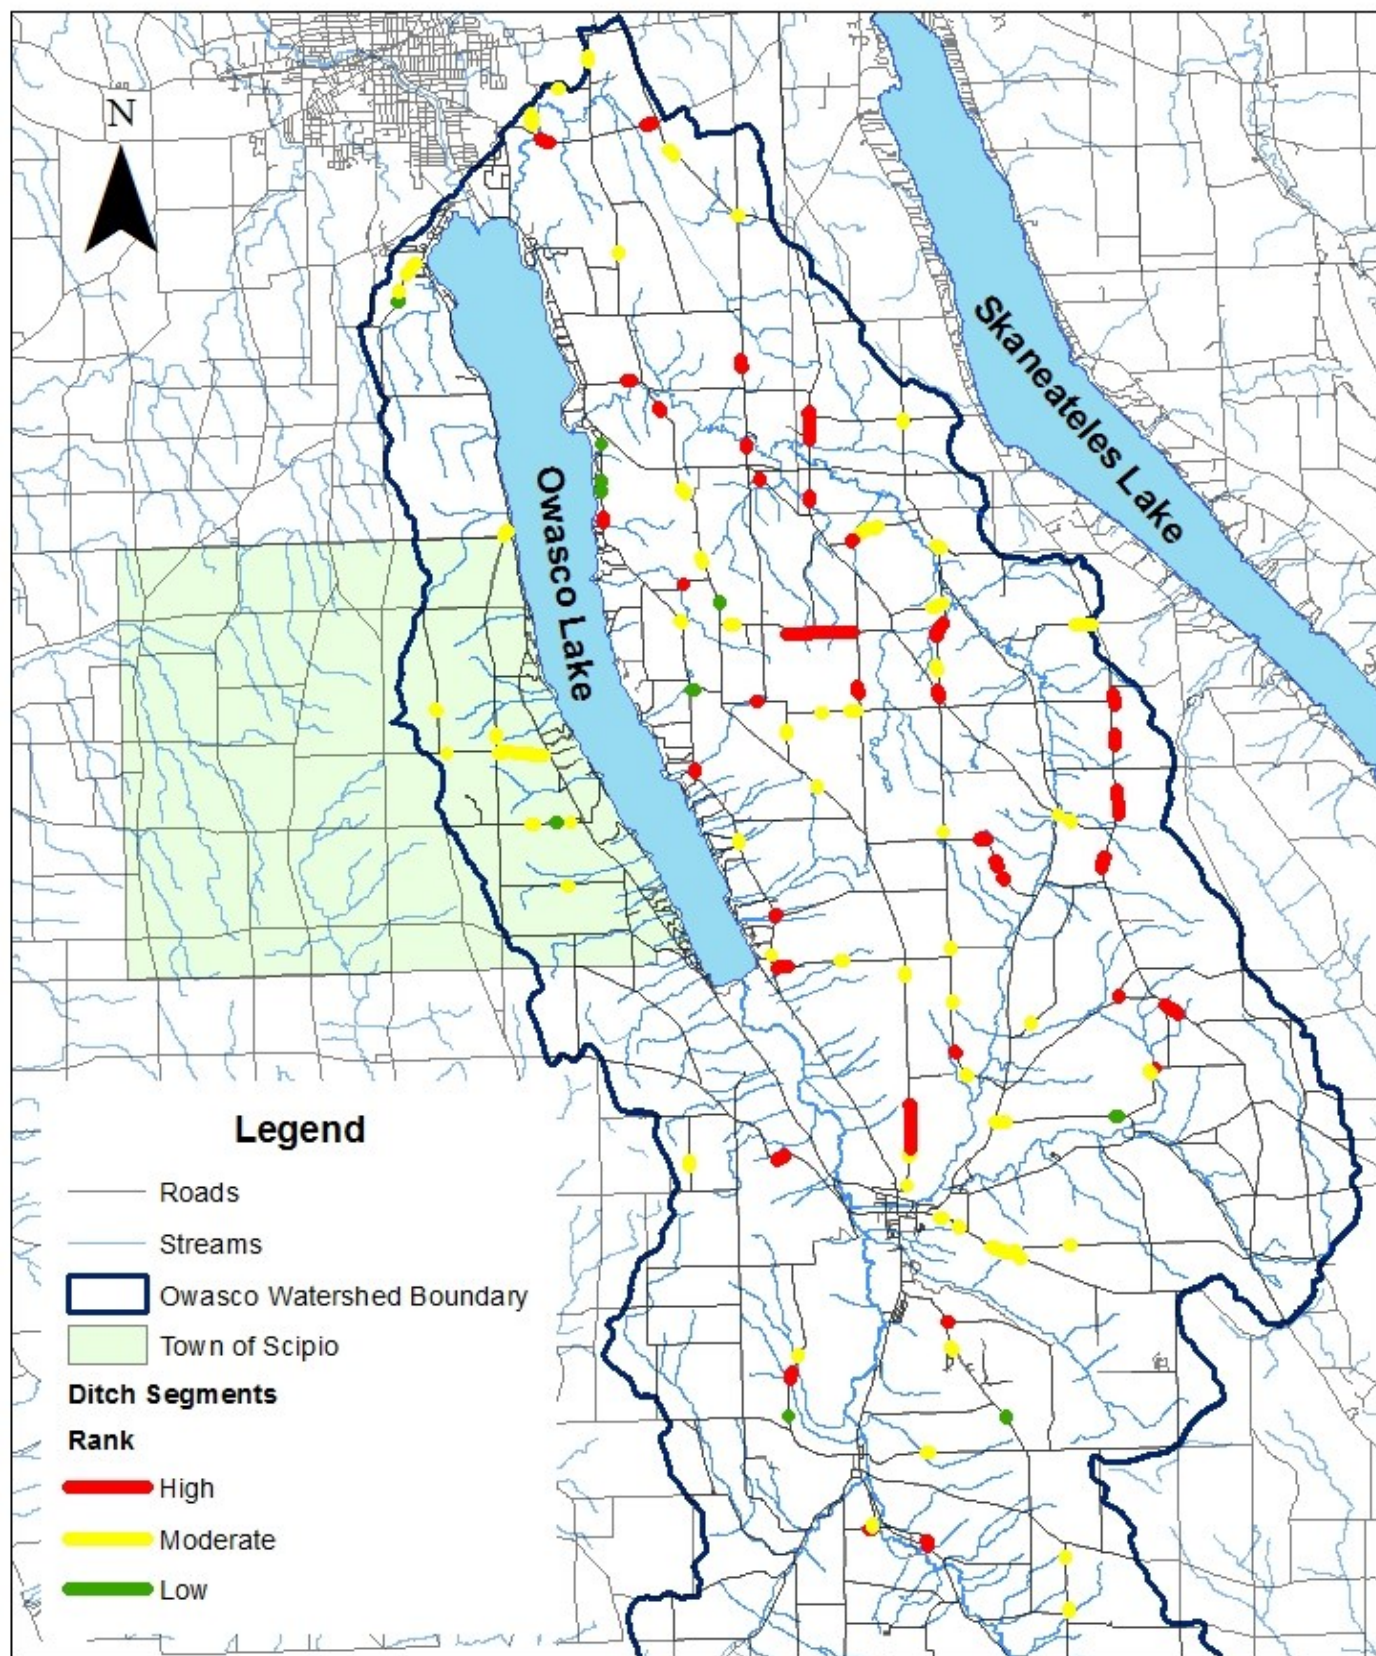 N
Skaneateles Lake
Owasco Lake
Legend
Roads
Streams
Owasco Watershed Boundary
Town of Scipio
Ditch Segments
Rank
High
Moderate
Low